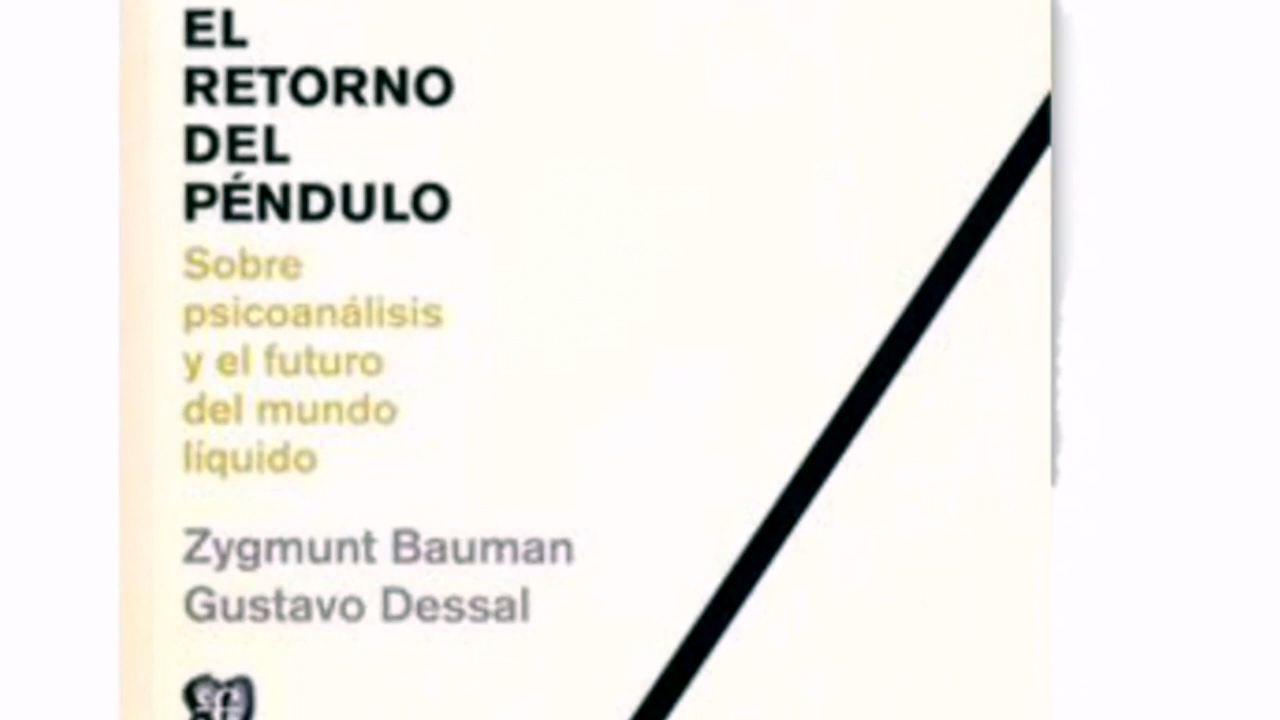 EL
RETORNO
DEL
PÉNDULO
Sobre
psicoanálisis
y el futuro
del mundo
líquido
Zygmunt Bauman
Gustavo Dessal